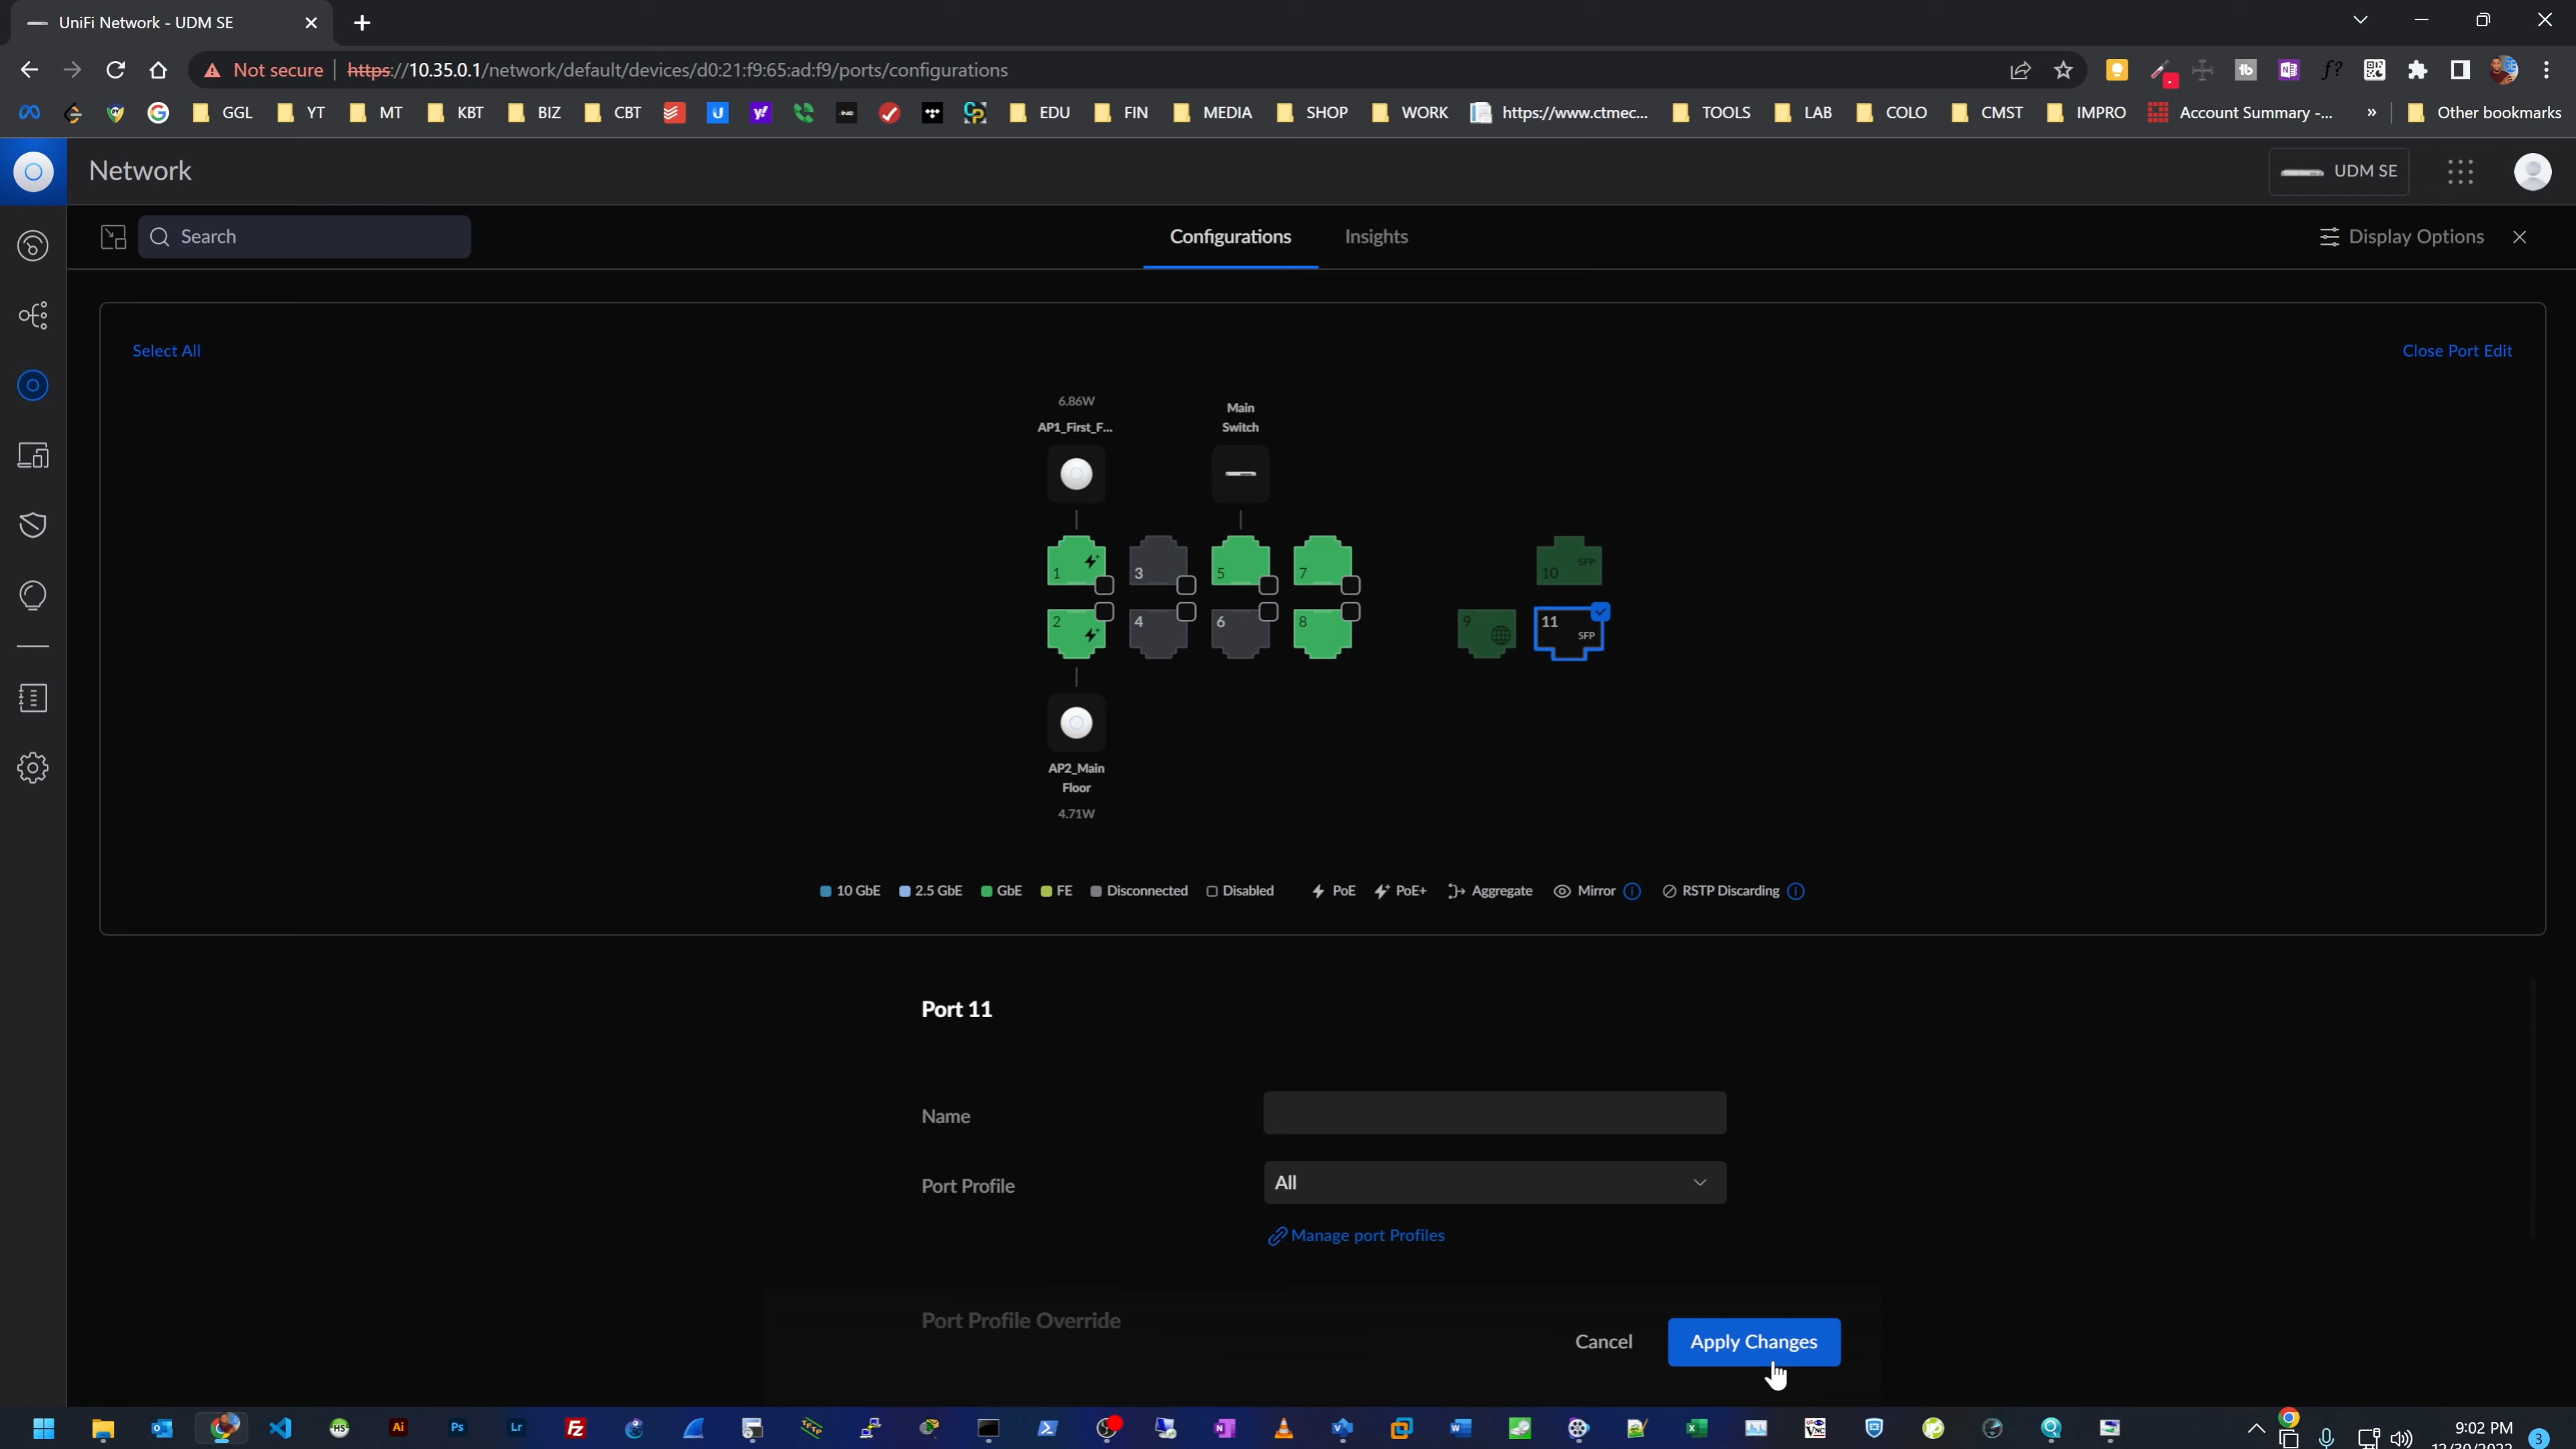 UniFi Network - UDM SE
Not secure https://10.35.0.1/network/default/devices/d0:21:f9:65:ad:f9/ports/configurations
GGL YT MT KBT BIZ CBT EDU FIN MEDIA SHOP WORK https://www.ctmec... TOOLS LAB COLO CMST IMPRO Account Summary -... » Other bookmarks
Network
UDM SE
Search
Configurations Insights
Display Options
Select All
Close Port Edit
6.86W
AP1_First_F...
Main
Switch
1 3 5 7 10 SFP
2 4 6 8 9 11 SFP
AP2_Main
Floor
4.71W
10 GbE 2.5 GbE GbE FE Disconnected Disabled PoE PoE+ Aggregate Mirror RSTP Discarding
Port 11
Name
Port Profile All
Manage port Profiles
Port Profile Override
Cancel Apply Changes
9:02 PM
3